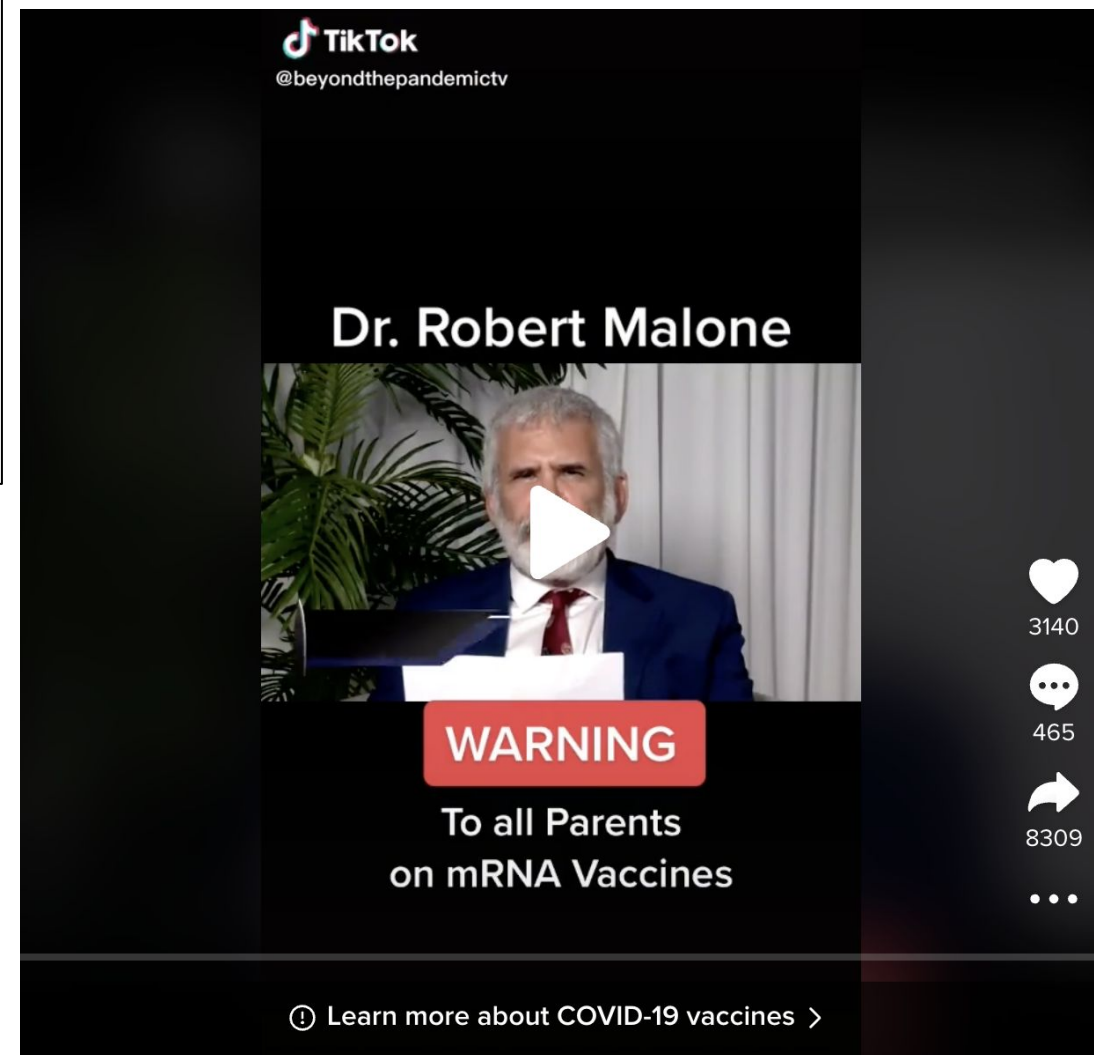 TikTok
@beyondthepandemictv
Dr. Robert Malone
WARNING
To all Parents
on mRNA Vaccines
3140
465
8309
Learn more about COVID-19 vaccines